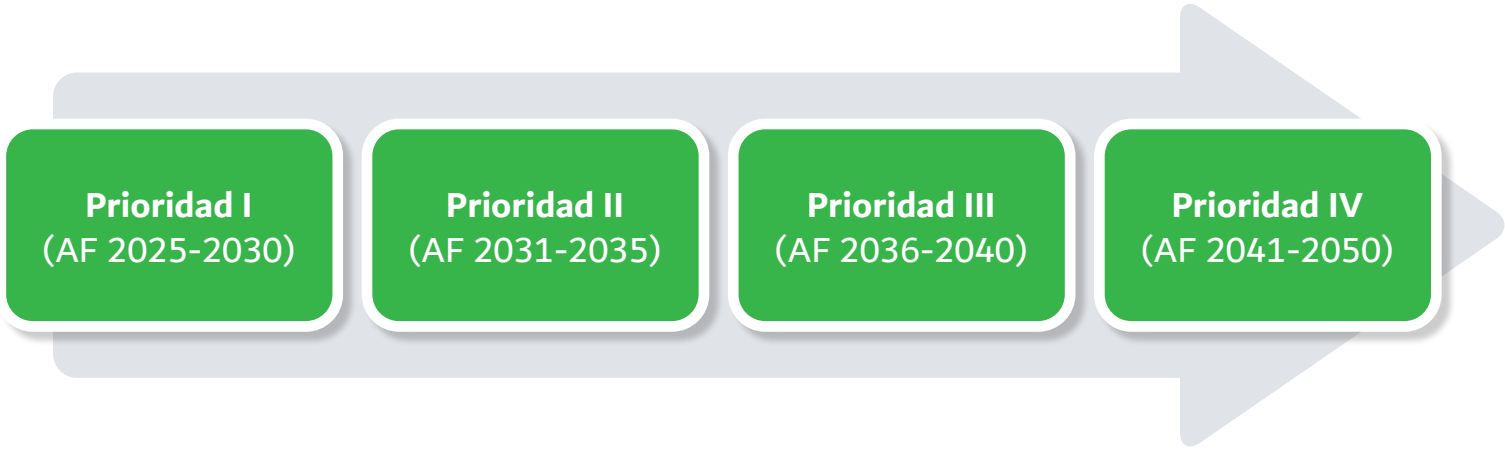 Prioridad I
(AF 2025-2030)
Prioridad II
(AF 2031-2035)
Prioridad III
(AF 2036-2040)
Prioridad IV
(AF 2041-2050)